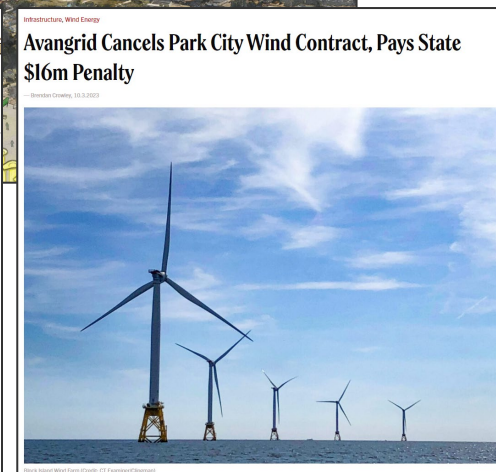 Infrastructure, Wind Energy
Avangrid Cancels Park City Wind Contract, Pays State
$16m Penalty
— Brendan Crowley, 10.3.2023
Block Island Wind Farm (Credit: CT Examiner/Cliperman)